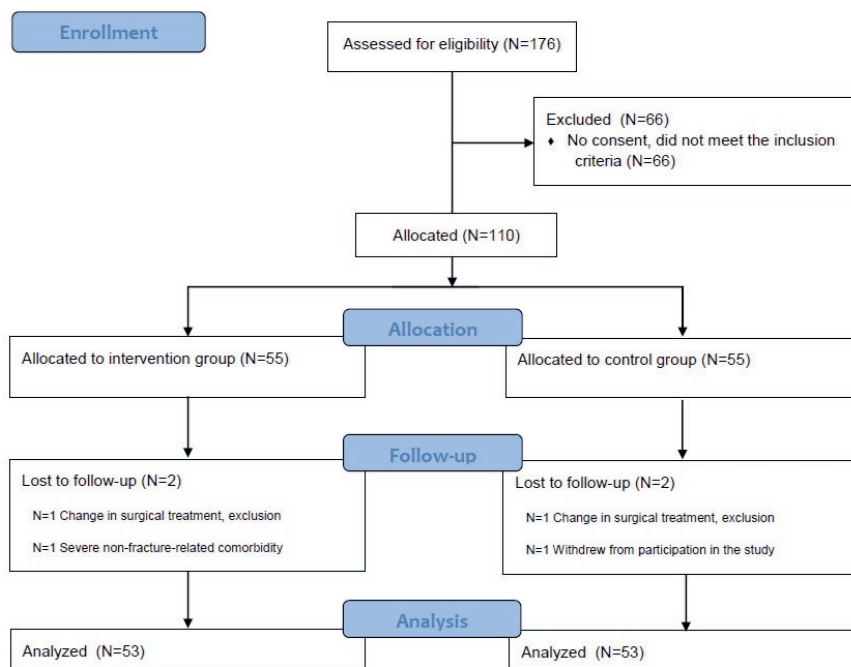 Enrollment
Assessed for eligibility (N=176)
Excluded (N=66)
♦ No consent, did not meet the inclusion
criteria (N=66)
Allocated (N=110)
Allocation
Allocated to intervention group (N=55)
Allocated to control group (N=55)
Follow-up
Lost to follow-up (N=2)
N=1 Change in surgical treatment, exclusion
N=1 Severe non-fracture-related comorbidity
Lost to follow-up (N=2)
N=1 Change in surgical treatment, exclusion
N=1 Withdrew from participation in the study
Analysis
Analyzed (N=53)
Analyzed (N=53)